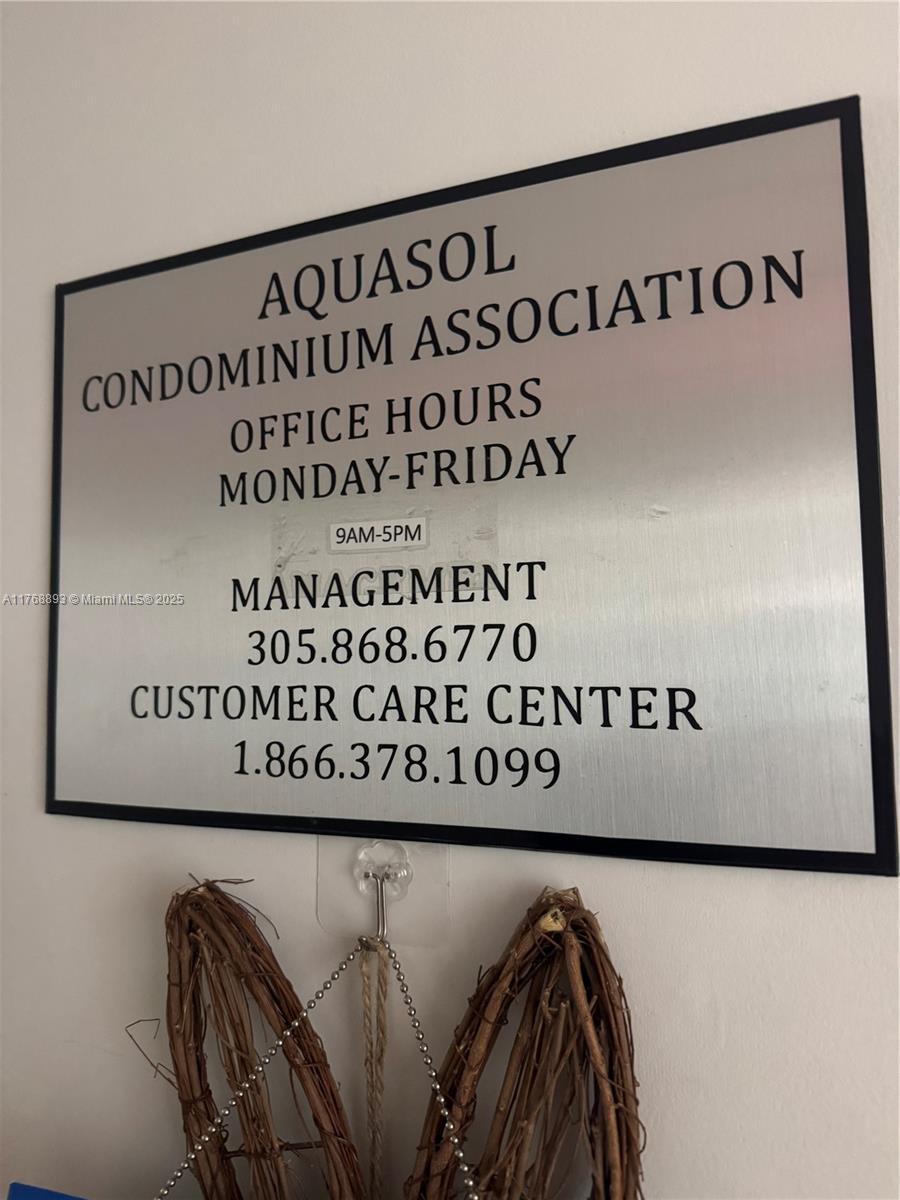 AQUASOL
CONDOMINIUM ASSOCIATION
OFFICE HOURS
MONDAY-FRIDAY
9AM-5PM
MANAGEMENT
305.868.6770
CUSTOMER CARE CENTER
1.866.378.1099
A11768893 © Miami MLS® 2025